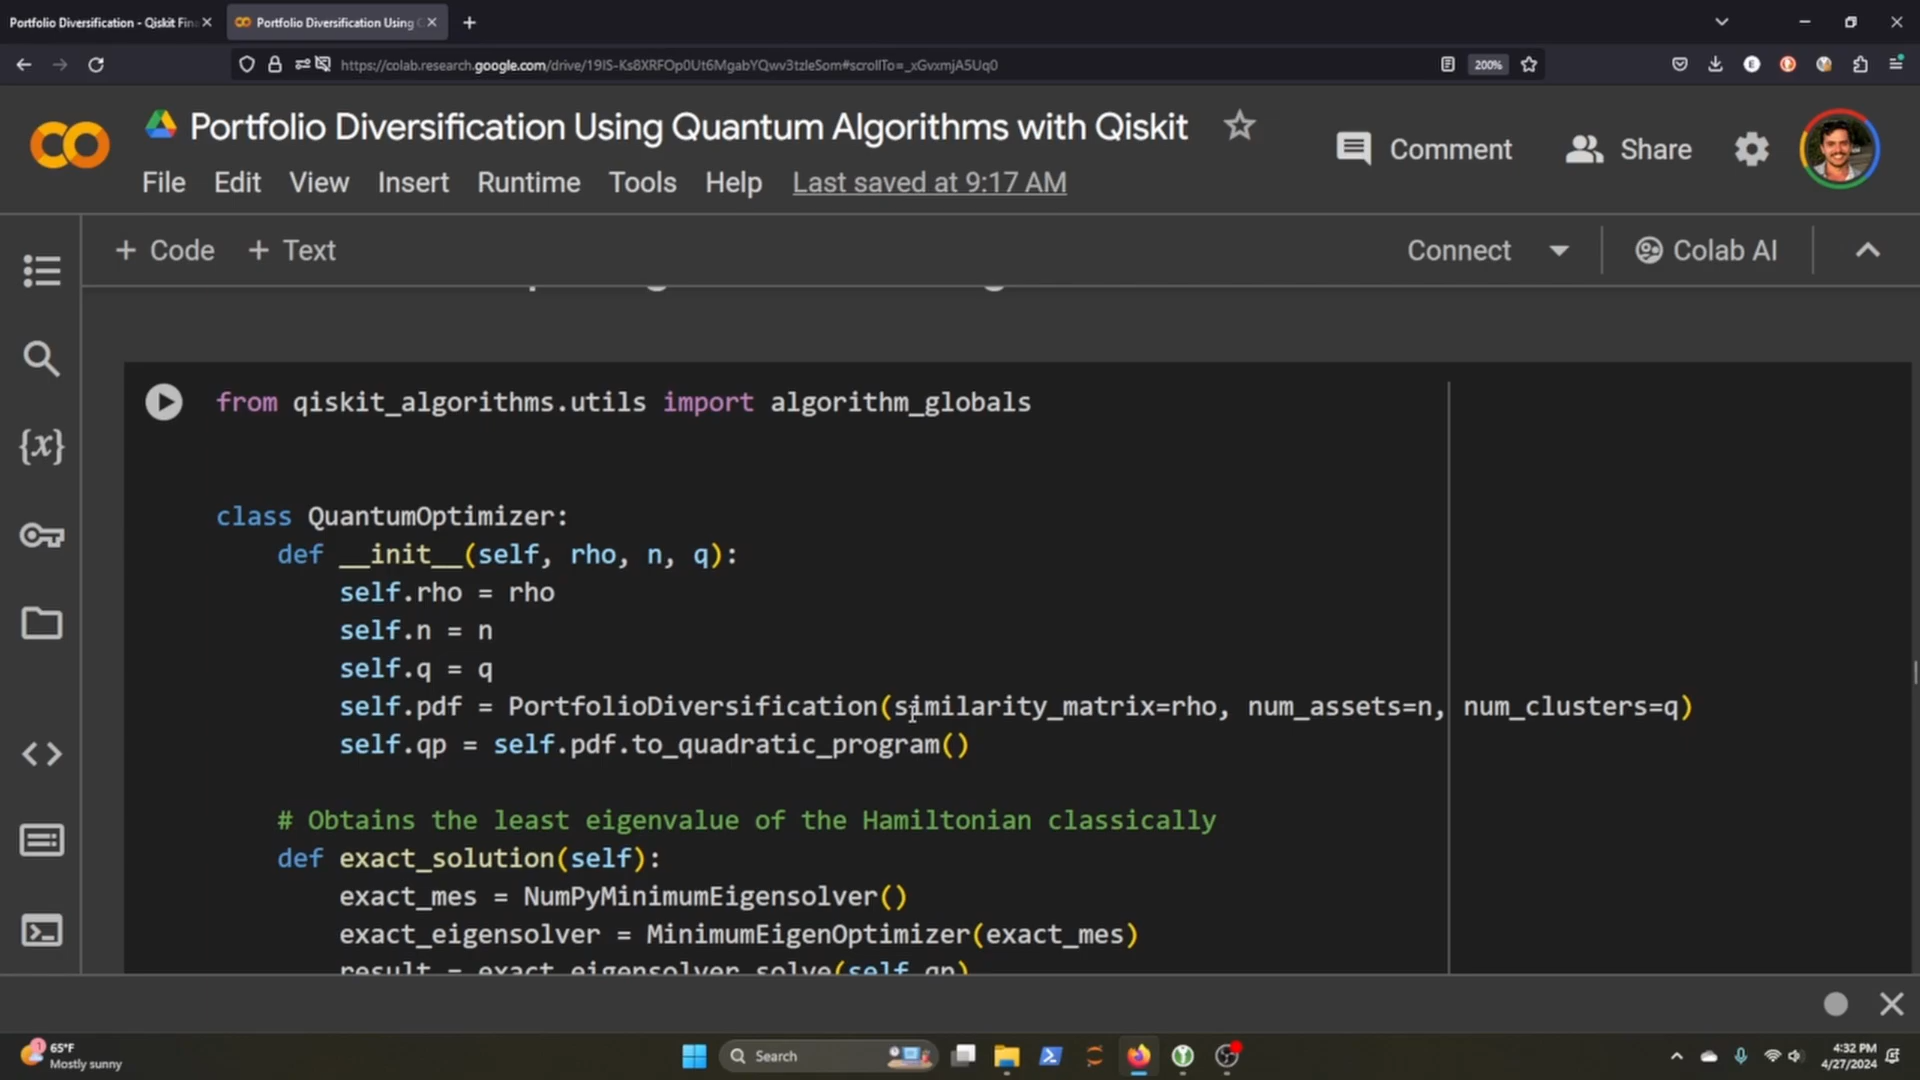 Portfolio Diversification - Qiskit Fin
Portfolio Diversification Using
https://colab.research.google.com/drive/19IS-Ks8XRFOp0Ut6MgabYQwv3tzleSom#scrollTo=_xGvxmjA5Uq0
200%
Portfolio Diversification Using Quantum Algorithms with Qiskit
Comment
Share
File Edit View Insert Runtime Tools Help Last saved at 9:17 AM
+ Code + Text
Connect
Colab AI
from qiskit_algorithms.utils import algorithm_globals
class QuantumOptimizer:
def __init__(self, rho, n, q):
self.rho = rho
self.n = n
self.q = q
self.pdf = PortfolioDiversification(similarity_matrix=rho, num_assets=n, num_clusters=q)
self.qp = self.pdf.to_quadratic_program()
# Obtains the least eigenvalue of the Hamiltonian classically
def exact_solution(self):
exact_mes = NumPyMinimumEigensolver()
exact_eigensolver = MinimumEigenOptimizer(exact_mes)
result = exact_eigensolver.solve(self.qp)
65°F
Mostly sunny
Search
4:32 PM
4/27/2024